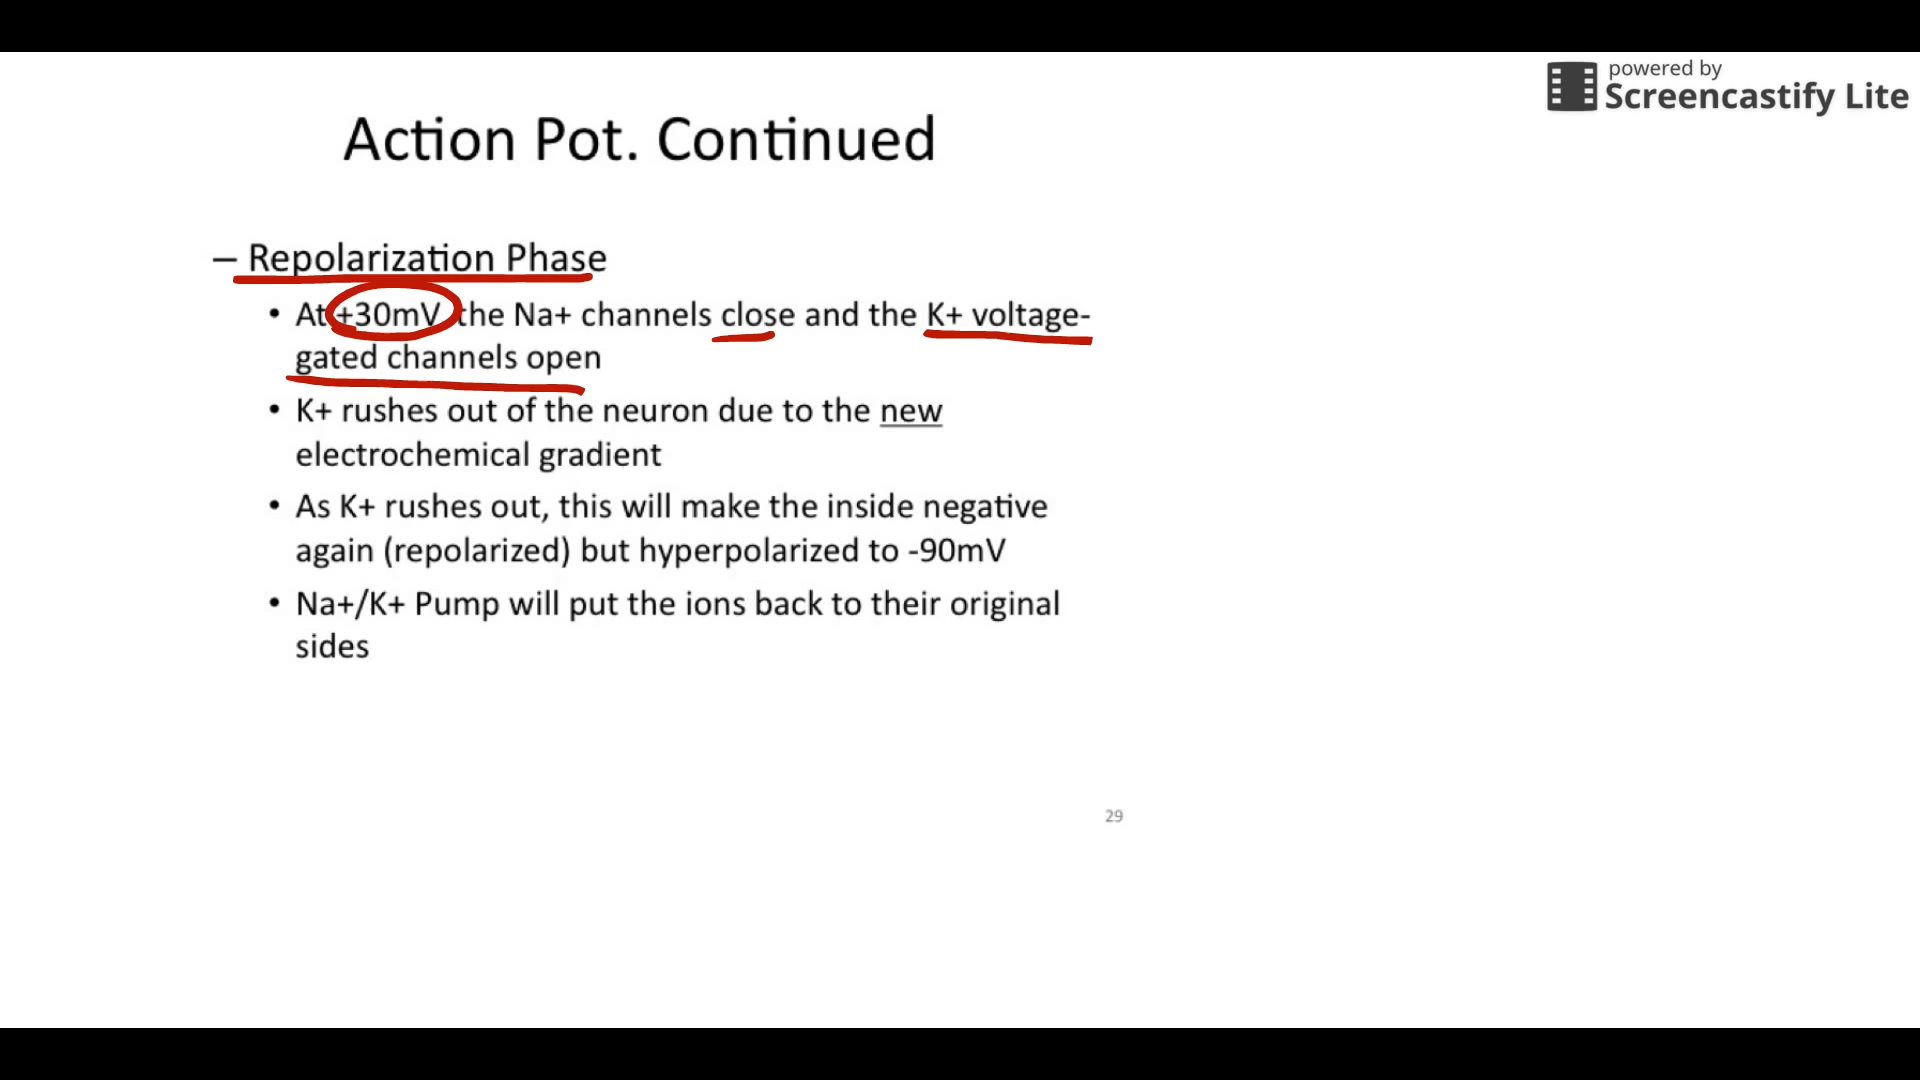 powered by
Screencastify Lite
Action Pot. Continued
– Repolarization Phase
• At +30mV the Na+ channels close and the K+ voltage-
gated channels open
• K+ rushes out of the neuron due to the new
electrochemical gradient
• As K+ rushes out, this will make the inside negative
again (repolarized) but hyperpolarized to -90mV
• Na+/K+ Pump will put the ions back to their original
sides
29